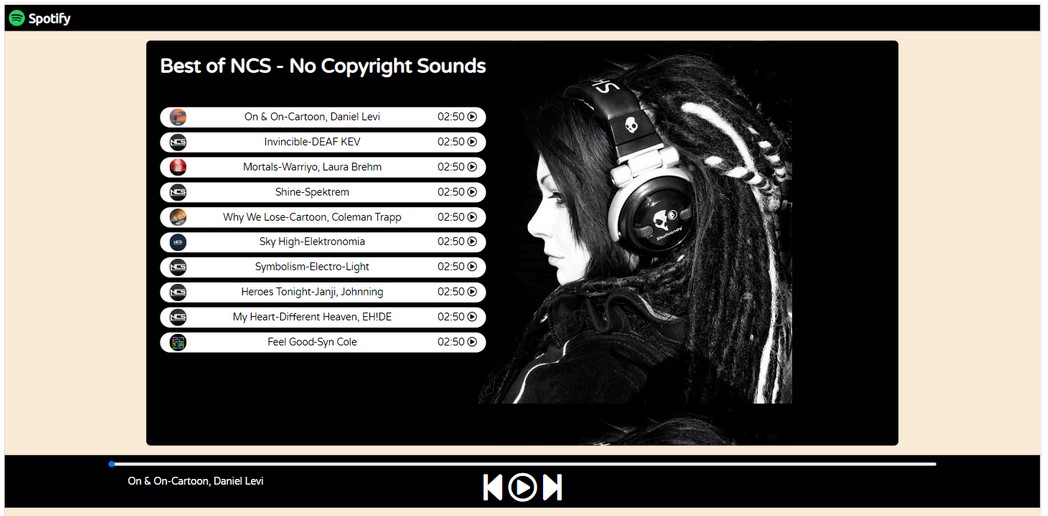 Spotify
Best of NCS - No Copyright Sounds
On & On-Cartoon, Daniel Levi 02:50
Invincible-DEAF KEV 02:50
Mortals-Warriyo, Laura Brehm 02:50
Shine-Spektrem 02:50
Why We Lose-Cartoon, Coleman Trapp 02:50
Sky High-Elektronomia 02:50
Symbolism-Electro-Light 02:50
Heroes Tonight-Janji, Johnning 02:50
My Heart-Different Heaven, EH!DE 02:50
Feel Good-Syn Cole 02:50
On & On-Cartoon, Daniel Levi